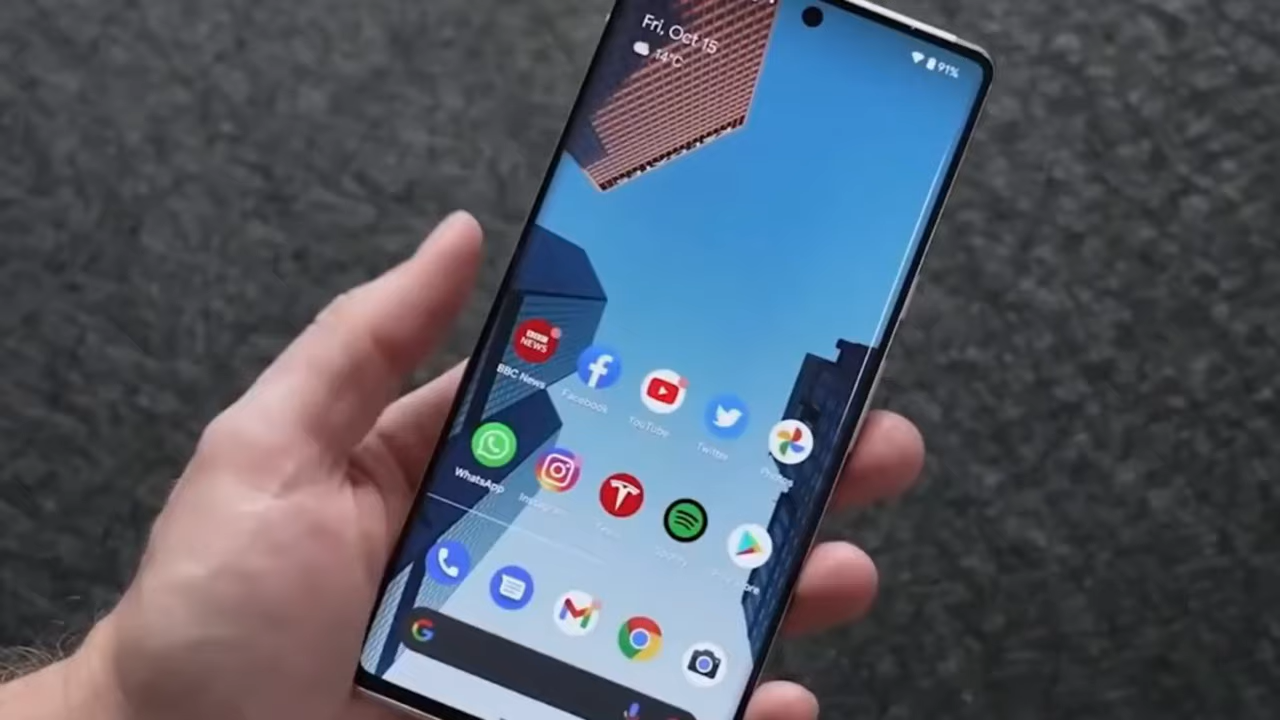 Fri, Oct 15
14°C
91%
BBC
NEWS
BBC News
Facebook
YouTube
Twitter
Photos
WhatsApp